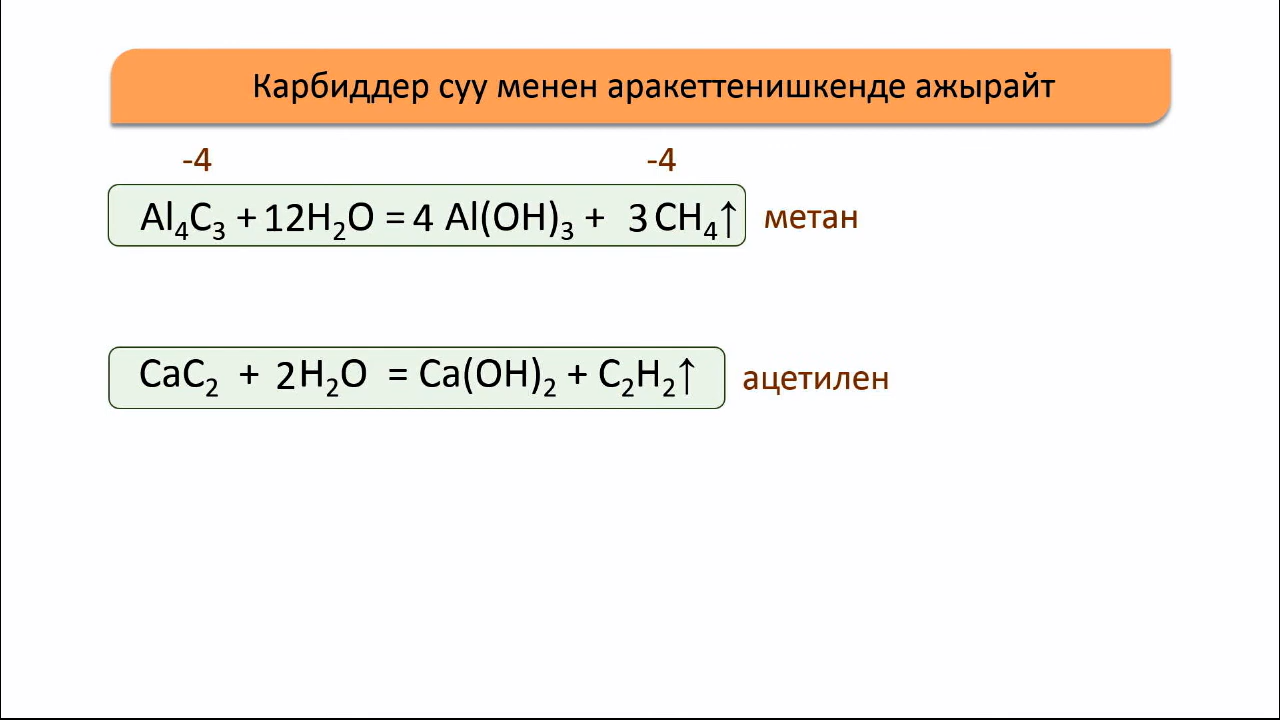 Карбиддер суу менен аракеттенишкенде ажырайт
-4 -4
Al₄C₃ + 12H₂O = 4 Al(OH)₃ + 3 CH₄↑ метан
CaC₂ + 2H₂O = Ca(OH)₂ + C₂H₂↑ ацетилен